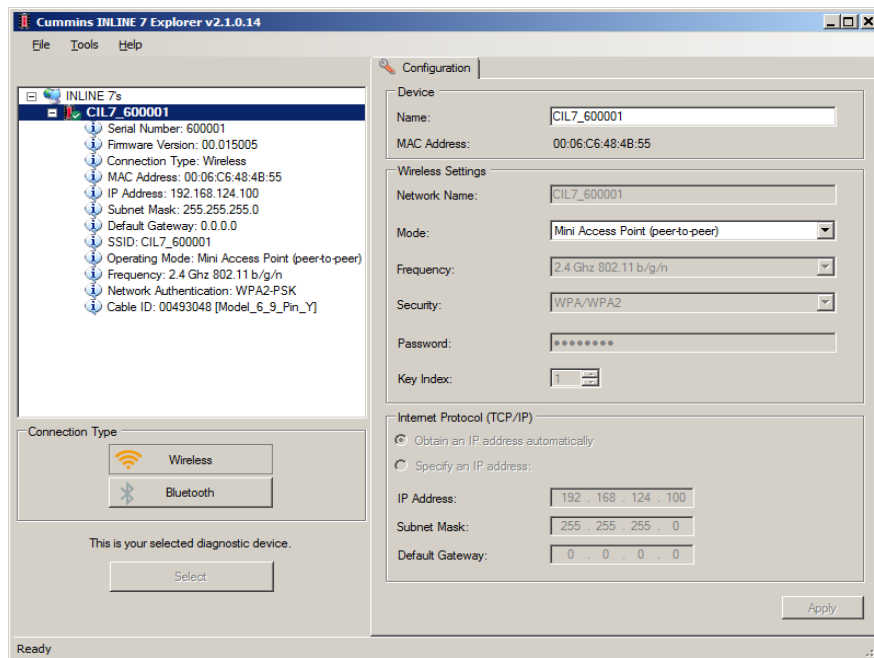 Cummins INLINE 7 Explorer v2.1.0.14
File Tools Help
INLINE 7's
CIL7_600001
Serial Number: 600001
Firmware Version: 00.015005
Connection Type: Wireless
MAC Address: 00:06:C6:48:4B:55
IP Address: 192.168.124.100
Subnet Mask: 255.255.255.0
Default Gateway: 0.0.0.0
SSID: CIL7_600001
Operating Mode: Mini Access Point (peer-to-peer)
Frequency: 2.4 Ghz 802.11 b/g/n
Network Authentication: WPA2-PSK
Cable ID: 00493048 [Model_6_9_Pin_Y]
Connection Type
Wireless
Bluetooth
This is your selected diagnostic device.
Select
Configuration
Device
Name: CIL7_600001
MAC Address: 00:06:C6:48:4B:55
Wireless Settings
Network Name: CIL7_600001
Mode: Mini Access Point (peer-to-peer)
Frequency: 2.4 Ghz 802.11 b/g/n
Security: WPA/WPA2
Password: ●●●●●●●●
Key Index: 1
Internet Protocol (TCP/IP)
Obtain an IP address automatically
Specify an IP address:
IP Address: 192 . 168 . 124 . 100
Subnet Mask: 255 . 255 . 255 . 0
Default Gateway: 0 . 0 . 0 . 0
Apply
Ready